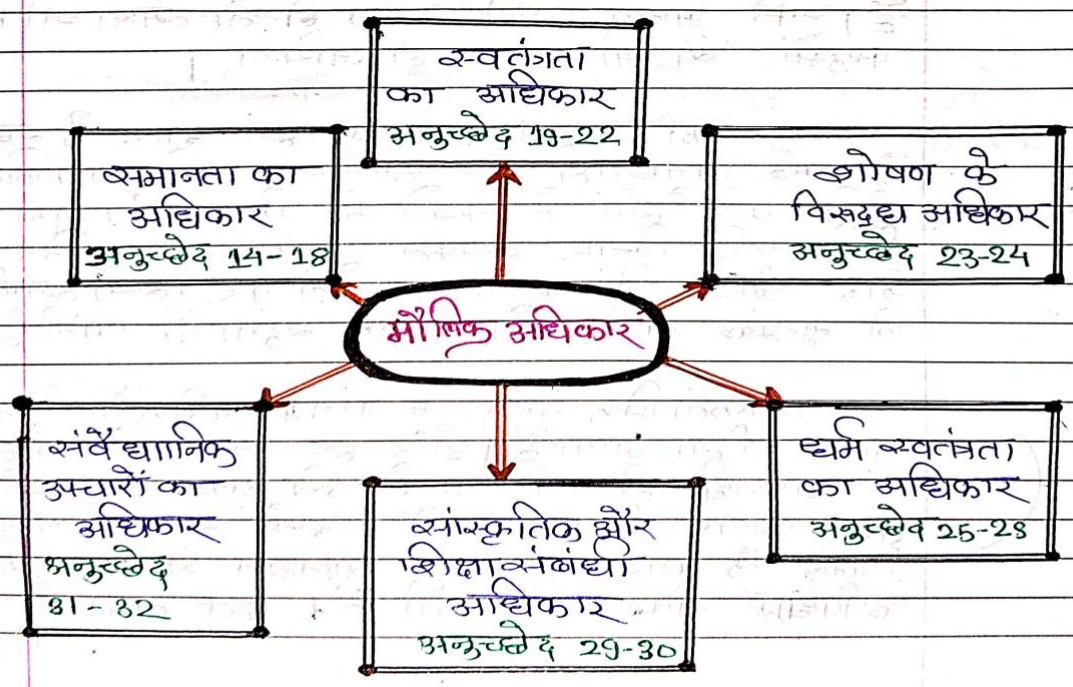 स्वतंत्रता
का अधिकार
अनुच्छेद 19-22
समानता का
अधिकार
अनुच्छेद 14-18
शोषण के
विरूद्ध अधिकार
अनुच्छेद 23-24
मौलिक अधिकार
संवैधानिक
उपचारों का
अधिकार
अनुच्छेद
31-32
सांस्कृतिक और
शिक्षा संबंधी
अधिकार
अनुच्छेद 29-30
धर्म स्वतंत्रता
का अधिकार
अनुच्छेद 25-28